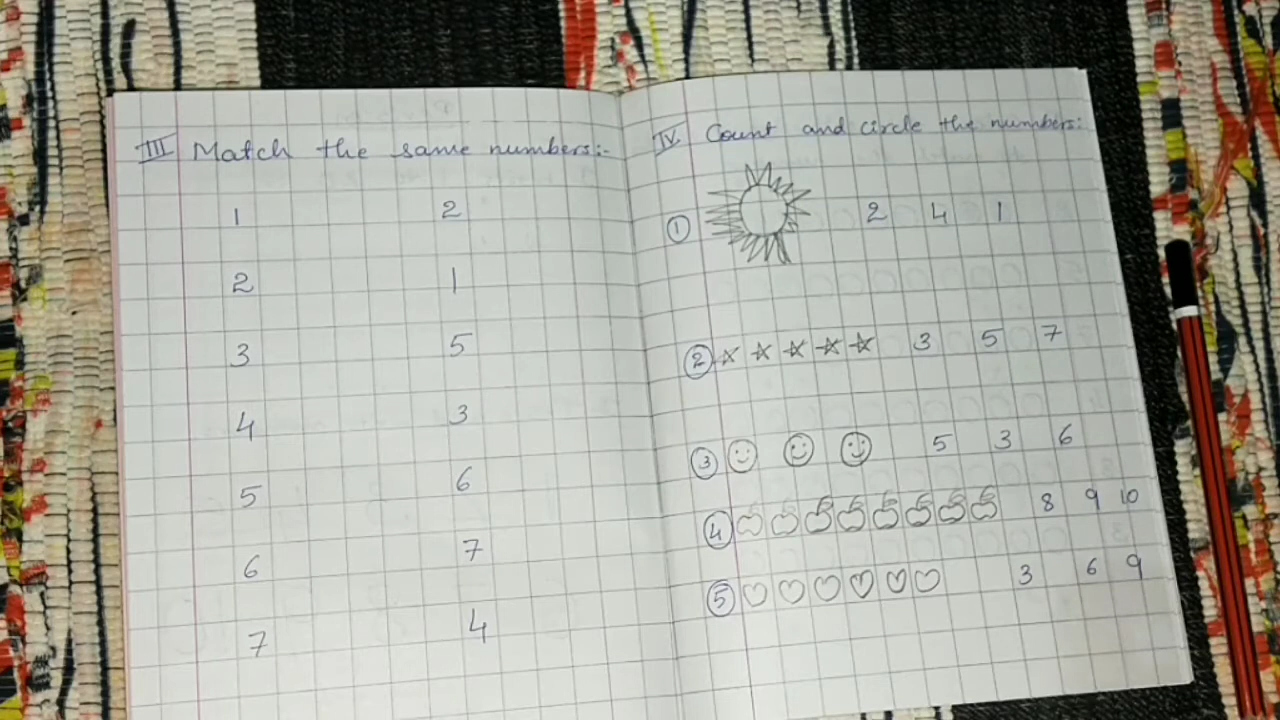 III Match the same numbers:-
1 2
2 1
3 5
4 3
5 6
6 7
7 4
IV. Count and circle the numbers:
1 2 4 1
2 3 5 7
3 5 3 6
4 8 9 10
5 3 6 9